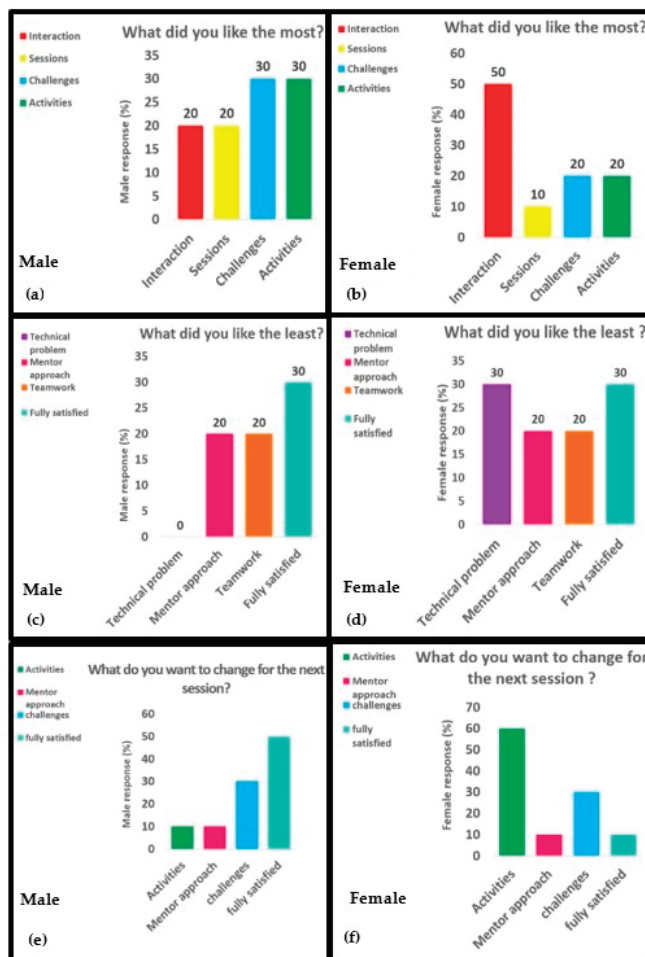 What did you like the most?
Interaction
Sessions
Challenges
Activities
Male response (%)
35
30
25
20
15
10
5
0
20
20
30
30
Interaction
Sessions
Challenges
Activities
Male
(a)
What did you like the most?
Interaction
Sessions
Challenges
Activities
Female response (%)
60
50
40
30
20
10
0
50
10
20
20
Interaction
Sessions
Challenges
Activities
Female
(b)
What did you like the least?
Technical
problem
Mentor
approach
Teamwork
Fully satisfied
Male response (%)
35
30
25
20
15
10
5
0
0
20
20
30
Technical problem
Mentor approach
Teamwork
Fully satisfied
Male
(c)
What did you like the least ?
Technical
problem
Mentor
approach
Teamwork
Fully
satisfied
Female response (%)
35
30
25
20
15
10
5
0
30
20
20
30
Technical Problem
Mentor approach
Teamwork
Fully satisfied
Female
(d)
What do you want to change for the next
session?
Activities
Mentor
approach
challenges
fully satisfied
Male response (%)
60
50
40
30
20
10
0
Activities
Mentor approach
challenges
fully satisfied
Male
(e)
What do you want to change for
the next session ?
Activities
Mentor
approach
challenges
fully
satisfied
Female response (%)
70
60
50
40
30
20
10
0
Activities
Mentor approach
challenges
fully satisfied
Female
(f)